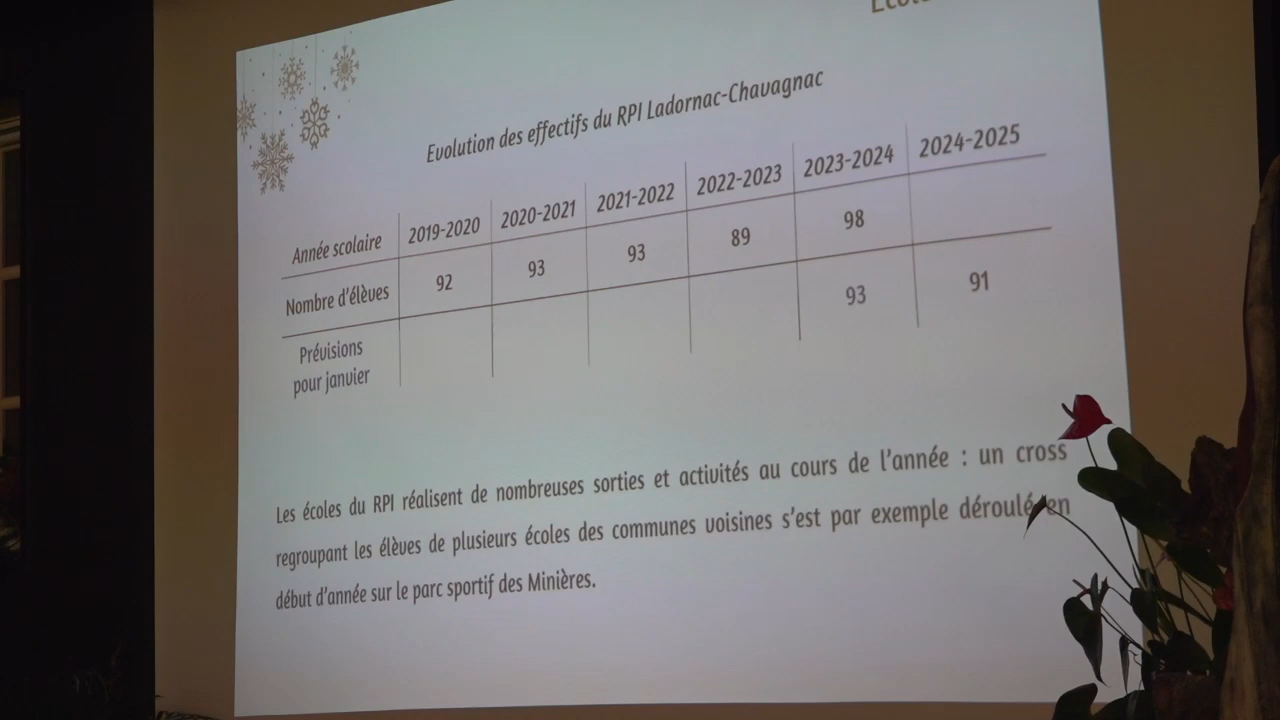 Evolution des effectifs du RPI Ladornac-Chavagnac
Année scolaire 2019-2020 2020-2021 2021-2022 2022-2023 2023-2024 2024-2025
Nombre d'élèves 92 93 93 89 98
Prévisions
pour janvier 93 91
Les écoles du RPI réalisent de nombreuses sorties et activités au cours de l'année : un cross
regroupant les élèves de plusieurs écoles des communes voisines s'est par exemple déroulé en
début d'année sur le parc sportif des Minières.